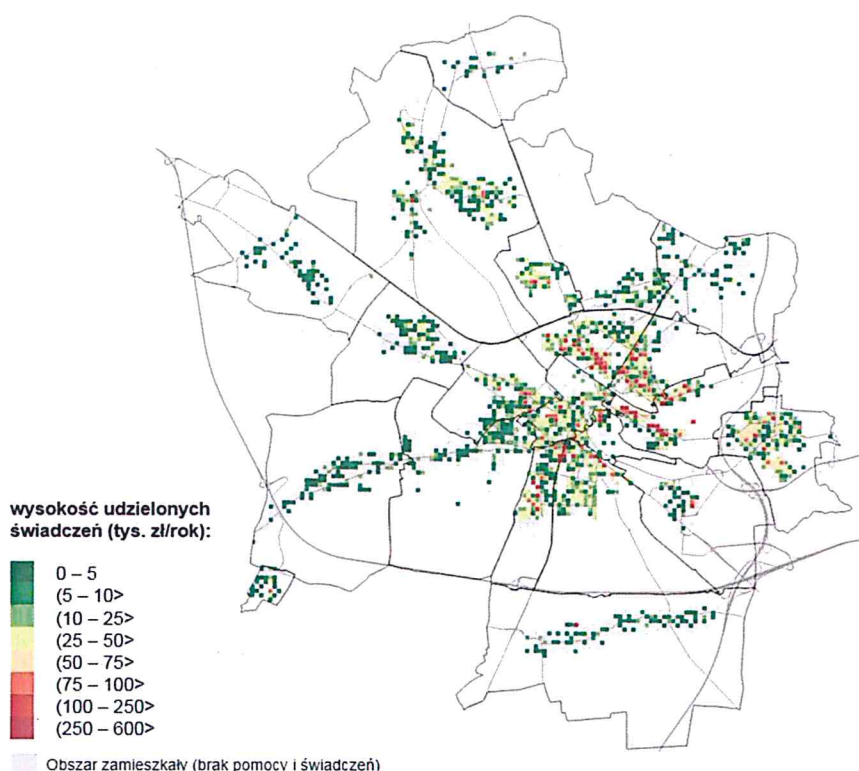 wysokość udzielonych
świadczeń (tys. zł/rok):
0 – 5
(5 – 10>
(10 – 25>
(25 – 50>
(50 – 75>
(75 – 100>
(100 – 250>
(250 – 600>
Obszar zamieszkały (brak pomocy i świadczeń)